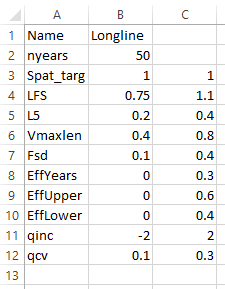 A B C
1 Name Longline
2 nyears 50
3 Spat_targ 1 1
4 LFS 0.75 1.1
5 L5 0.2 0.4
6 Vmaxlen 0.4 0.8
7 Fsd 0.1 0.4
8 EffYears 0 0.3
9 EffUpper 0 0.6
10 EffLower 0 0.4
11 qinc -2 2
12 qcv 0.1 0.3
13